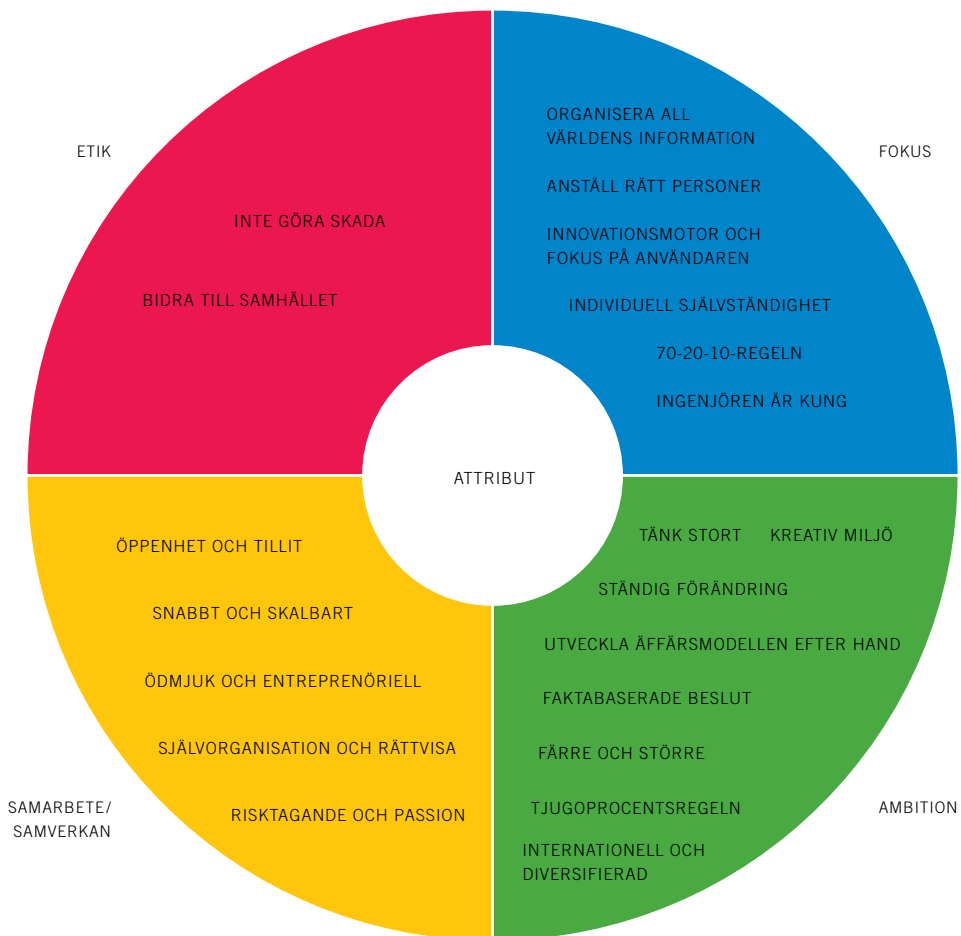 ETIK
INTE GÖRA SKADA
BIDRA TILL SAMHÄLLET
FOKUS
ORGANISERA ALL
VÄRLDENS INFORMATION
ANSTÄLL RÄTT PERSONER
INNOVATIONSMOTOR OCH
FOKUS PÅ ANVÄNDAREN
INDIVIDUELL SJÄLVSTÄNDIGHET
70-20-10-REGELN
INGENJÖREN ÄR KUNG
ATTRIBUT
ÖPPENHET OCH TILLIT
SNABBT OCH SKALBART
ÖDMJUK OCH ENTREPRENÖRIELL
SJÄLVORGANISATION OCH RÄTTVISA
RISKTAGANDE OCH PASSION
SAMARBETE/
SAMVERKAN
TÄNK STORT KREATIV MILJÖ
STÄNDIG FÖRÄNDRING
UTVECKLA ÄFFÄRSMODELLEN EFTER HAND
FAKTABASERADE BESLUT
FÄRRE OCH STÖRRE
TJUGOPROCENTSREGELN
INTERNATIONELL OCH
DIVERSIFIERAD
AMBITION